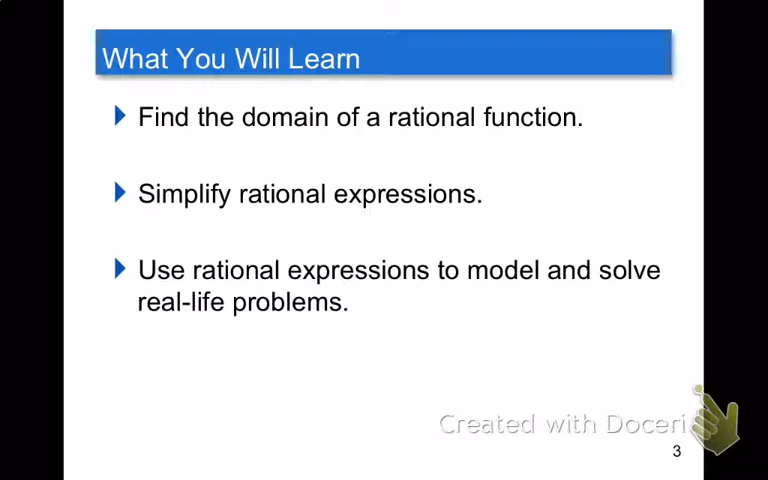 What You Will Learn
Find the domain of a rational function.
Simplify rational expressions.
Use rational expressions to model and solve
real-life problems.
Created with Doceri
3